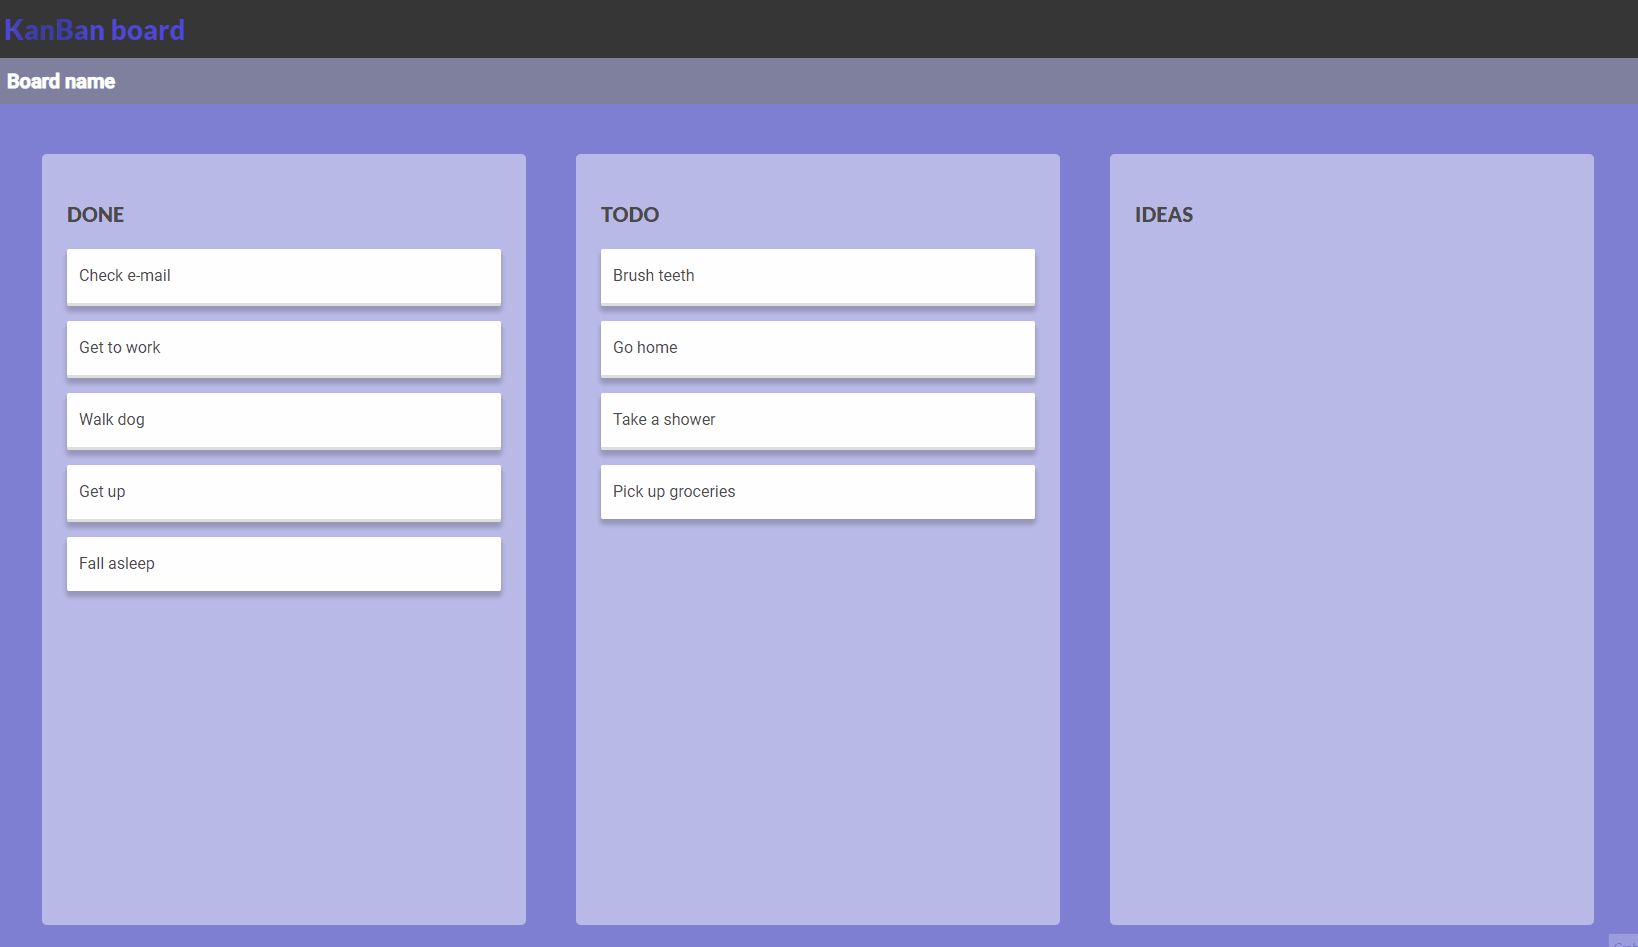 KanBan board
Board name
DONE
Check e-mail
Get to work
Walk dog
Get up
Fall asleep
TODO
Brush teeth
Go home
Take a shower
Pick up groceries
IDEAS